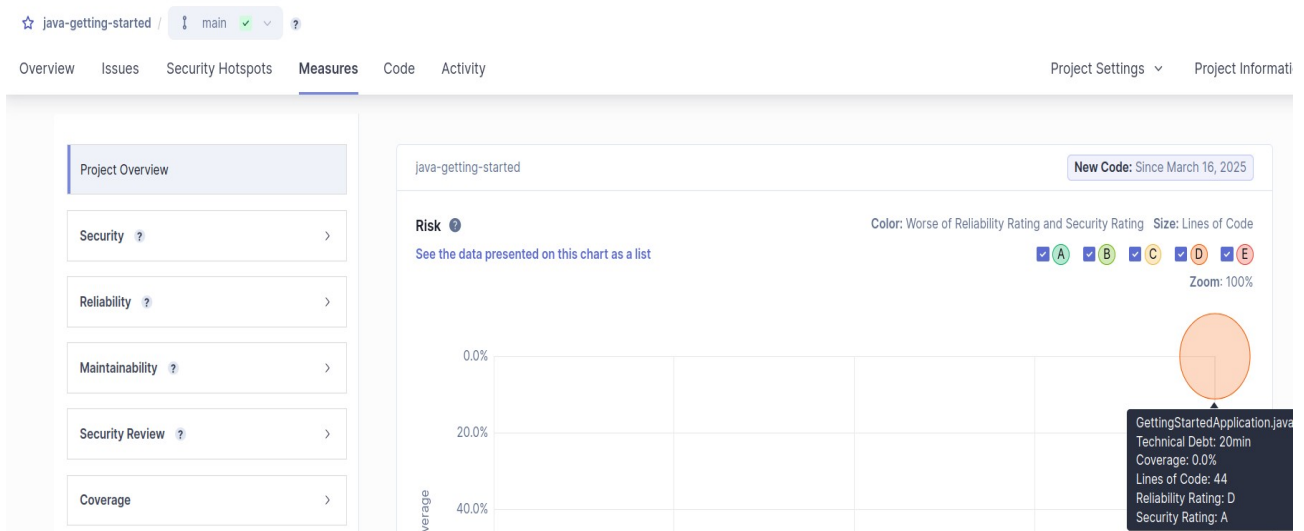 java-getting-started / main ?
Overview Issues Security Hotspots Measures Code Activity Project Settings Project Informati
Project Overview
Security ?
Reliability ?
Maintainability ?
Security Review ?
Coverage
java-getting-started New Code: Since March 16, 2025
Risk ? Color: Worse of Reliability Rating and Security Rating Size: Lines of Code
See the data presented on this chart as a list A B C D E
Zoom: 100%
0.0%
20.0%
40.0%
verage
GettingStartedApplication.java
Technical Debt: 20min
Coverage: 0.0%
Lines of Code: 44
Reliability Rating: D
Security Rating: A